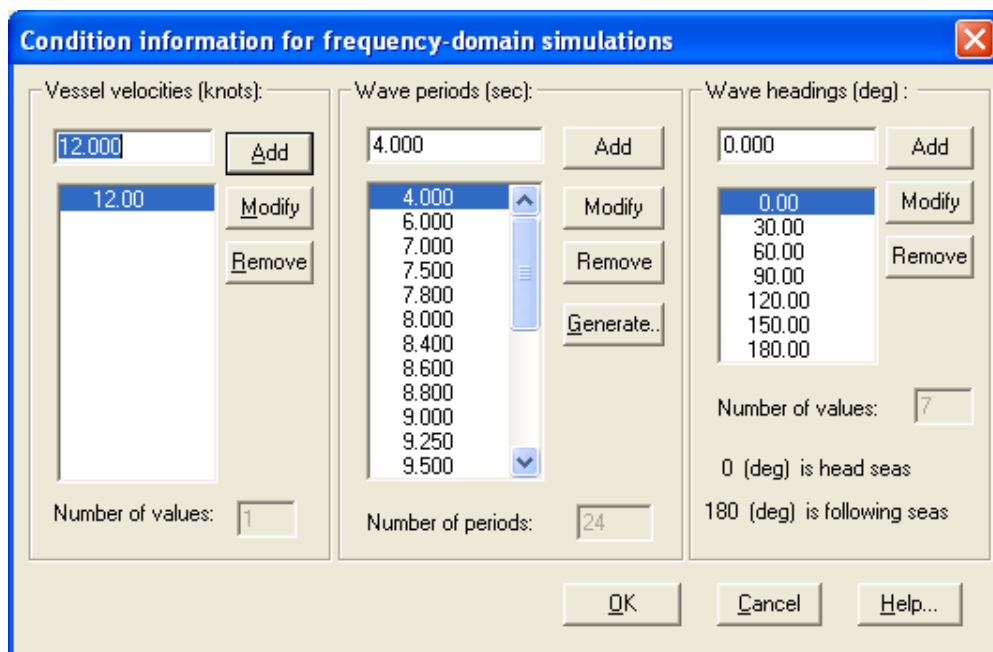 Condition information for frequency-domain simulations
Vessel velocities (knots):
12.000
Add
12.00
Modify
Remove
Number of values:
1
Wave periods (sec):
4.000
Add
4.000
6.000
7.000
7.500
7.800
8.000
8.400
8.600
8.800
9.000
9.250
9.500
Modify
Remove
Generate..
Number of periods:
24
Wave headings (deg) :
0.000
Add
0.00
30.00
60.00
90.00
120.00
150.00
180.00
Modify
Remove
Number of values:
7
0 (deg) is head seas
180 (deg) is following seas
OK
Cancel
Help...